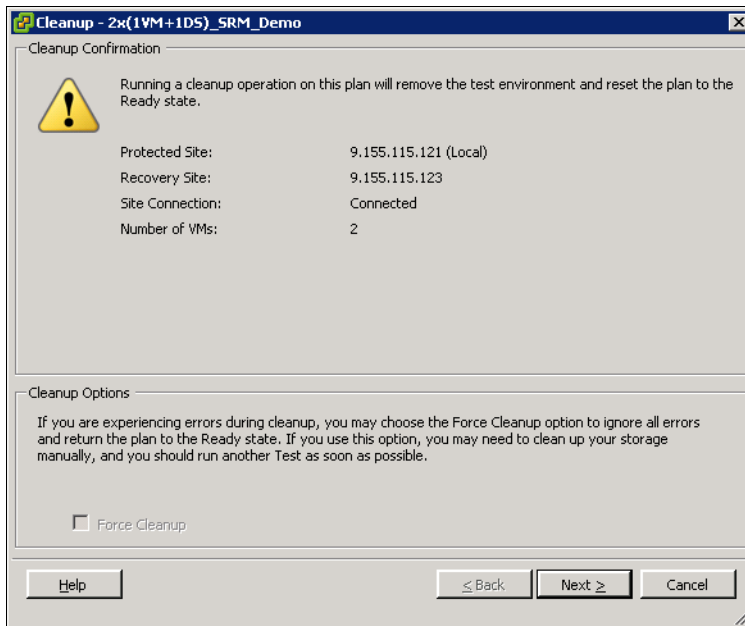 Cleanup - 2x(1VM+1DS)_SRM_Demo
Cleanup Confirmation
Running a cleanup operation on this plan will remove the test environment and reset the plan to the
Ready state.
Protected Site: 9.155.115.121 (Local)
Recovery Site: 9.155.115.123
Site Connection: Connected
Number of VMs: 2
Cleanup Options
If you are experiencing errors during cleanup, you may choose the Force Cleanup option to ignore all errors
and return the plan to the Ready state. If you use this option, you may need to clean up your storage
manually, and you should run another Test as soon as possible.
Force Cleanup
Help < Back Next > Cancel